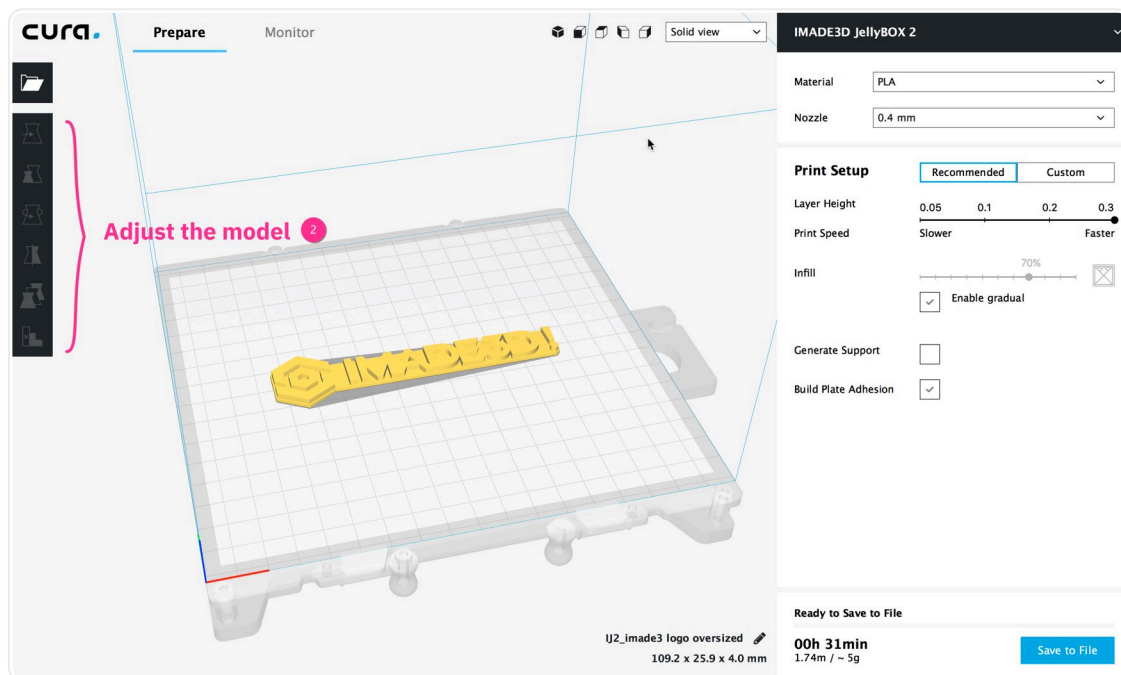 cura.
Prepare
Monitor
Solid view
Adjust the model 2
IMADE3D!
IJ2_imade3 logo oversized
109.2 x 25.9 x 4.0 mm
IMADE3D JellyBOX 2
Material PLA
Nozzle 0.4 mm
Print Setup Recommended Custom
Layer Height 0.05 0.1 0.2 0.3
Print Speed Slower Faster
70%
Infill
Enable gradual
Generate Support
Build Plate Adhesion
Ready to Save to File
00h 31min
1.74m / ~ 5g
Save to File